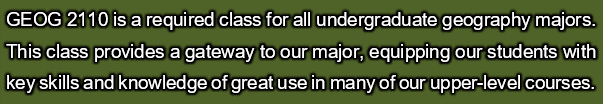 GEOG 2110 is a required class for all undergraduate geography majors.
This class provides a gateway to our major, equipping our students with
key skills and knowledge of great use in many of our upper-level courses.